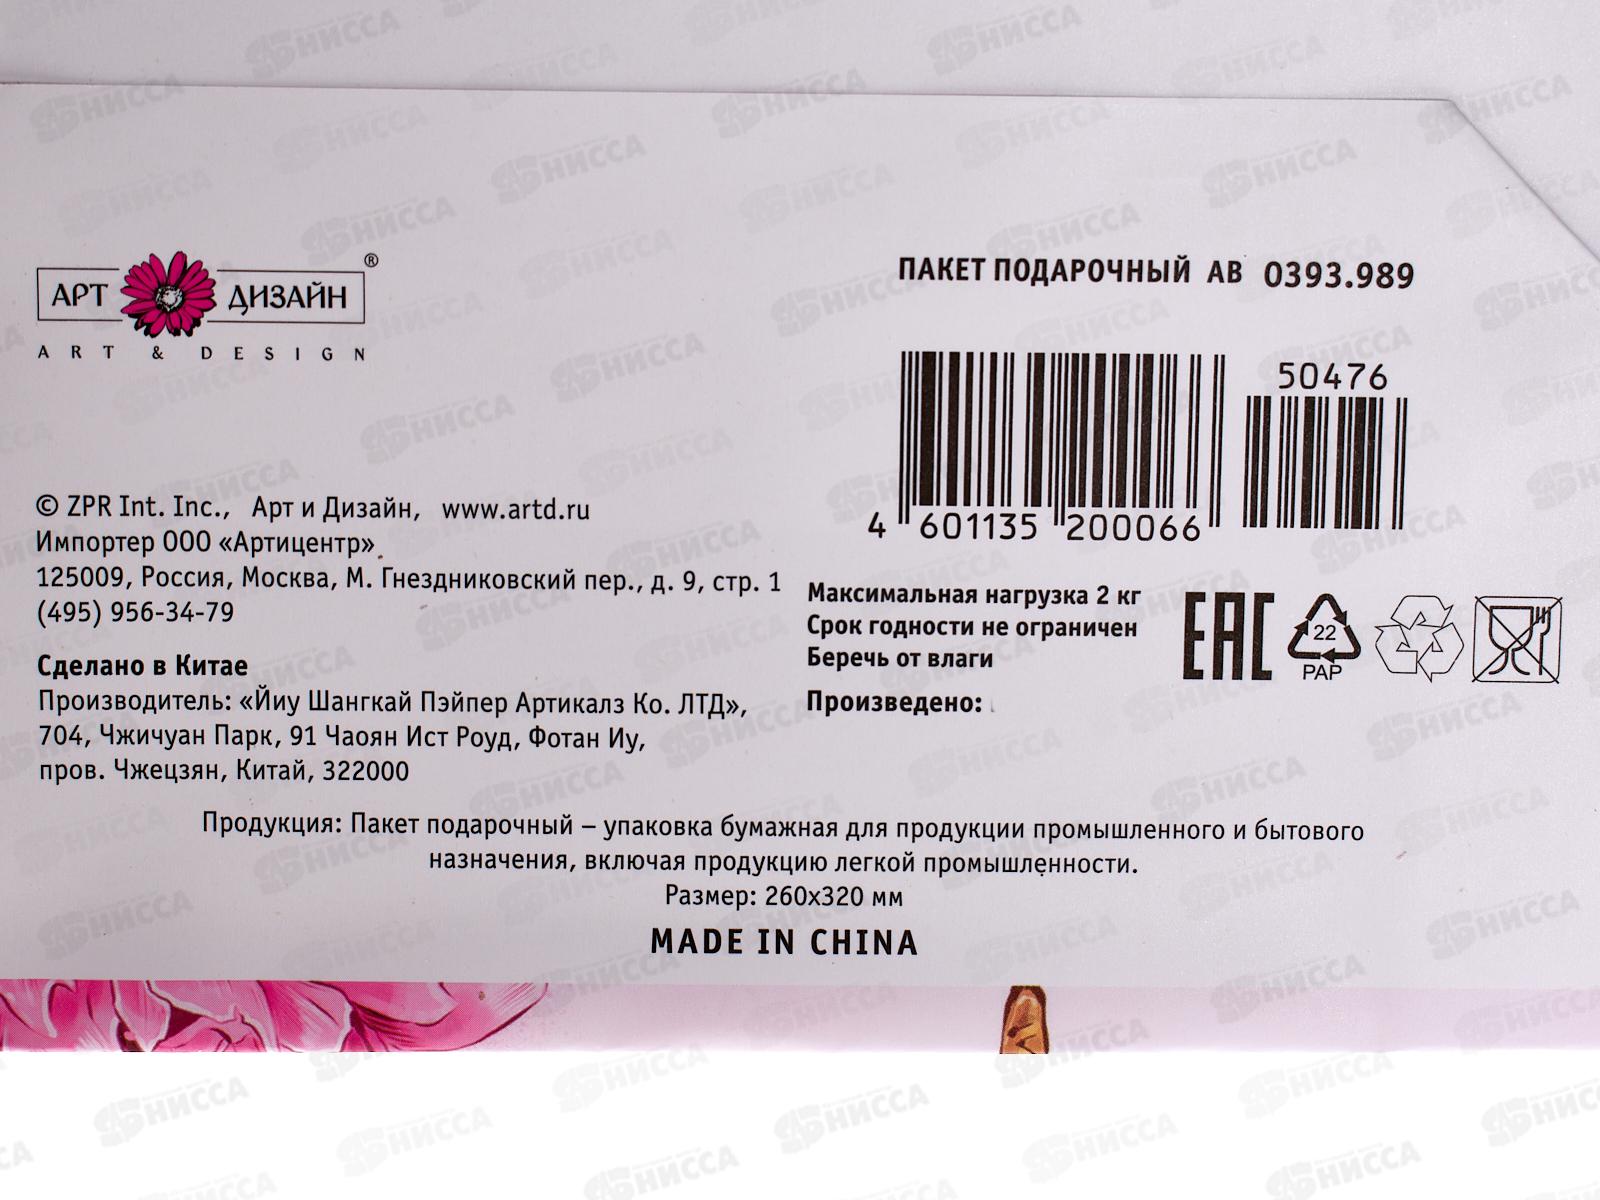 АРТ ДИЗАЙН ®
ART & DESIGN
ПАКЕТ ПОДАРОЧНЫЙ АВ 0393.989
50476
4 601135 200066
© ZPR Int. Inc., Арт и Дизайн, www.artd.ru
Импортер ООО «Артицентр»
125009, Россия, Москва, М. Гнездниковский пер., д. 9, стр. 1
(495) 956-34-79
Сделано в Китае
Производитель: «Йиу Шангкай Пэйпер Артикалз Ко. ЛТД»,
704, Чжичуан Парк, 91 Чаоян Ист Роуд, Фотан Иу,
пров. Чжецзян, Китай, 322000
Максимальная нагрузка 2 кг
Срок годности не ограничен
Беречь от влаги
Произведено:
EAC
22
PAP
Продукция: Пакет подарочный – упаковка бумажная для продукции промышленного и бытового
назначения, включая продукцию легкой промышленности.
Размер: 260х320 мм
MADE IN CHINA
НИССА